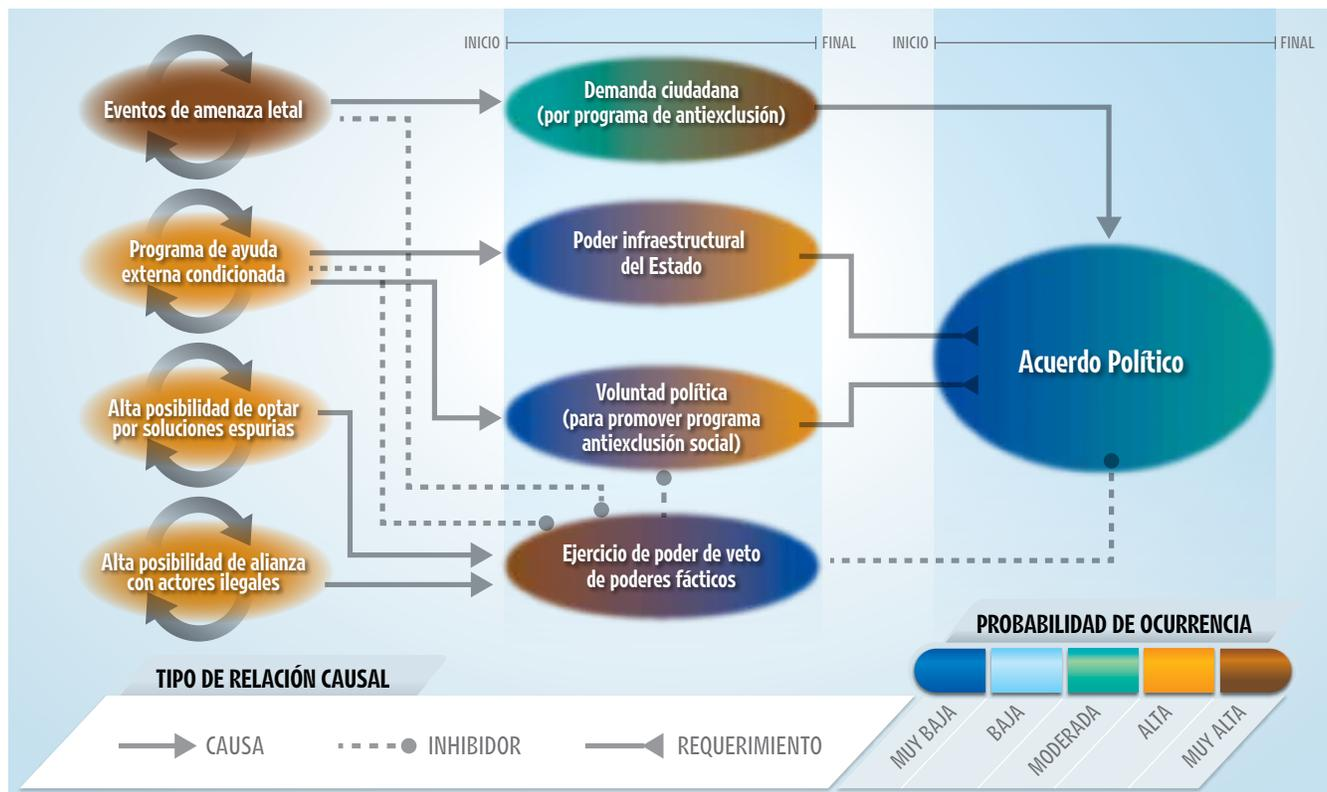 INICIO
FINAL
INICIO
FINAL
Eventos de amenaza letal
Demanda ciudadana
(por programa de antiexclusión)
Programa de ayuda
externa condicionada
Poder infraestructural
del Estado
Acuerdo Político
Alta posibilidad de optar
por soluciones espurias
Voluntad política
(para promover programa
antiexclusión social)
Alta posibilidad de alianza
con actores ilegales
Ejercicio de poder de veto
de poderes fácticos
PROBABILIDAD DE OCURRENCIA
MUY BAJA
BAJA
MODERADA
ALTA
MUY ALTA
TIPO DE RELACIÓN CAUSAL
CAUSA
INHIBIDOR
REQUERIMIENTO